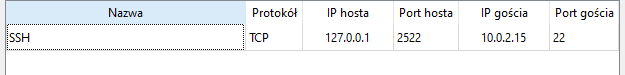 Nazwa Protokół IP hosta Port hosta IP gościa Port gościa
SSH TCP 127.0.0.1 2522 10.0.2.15 22